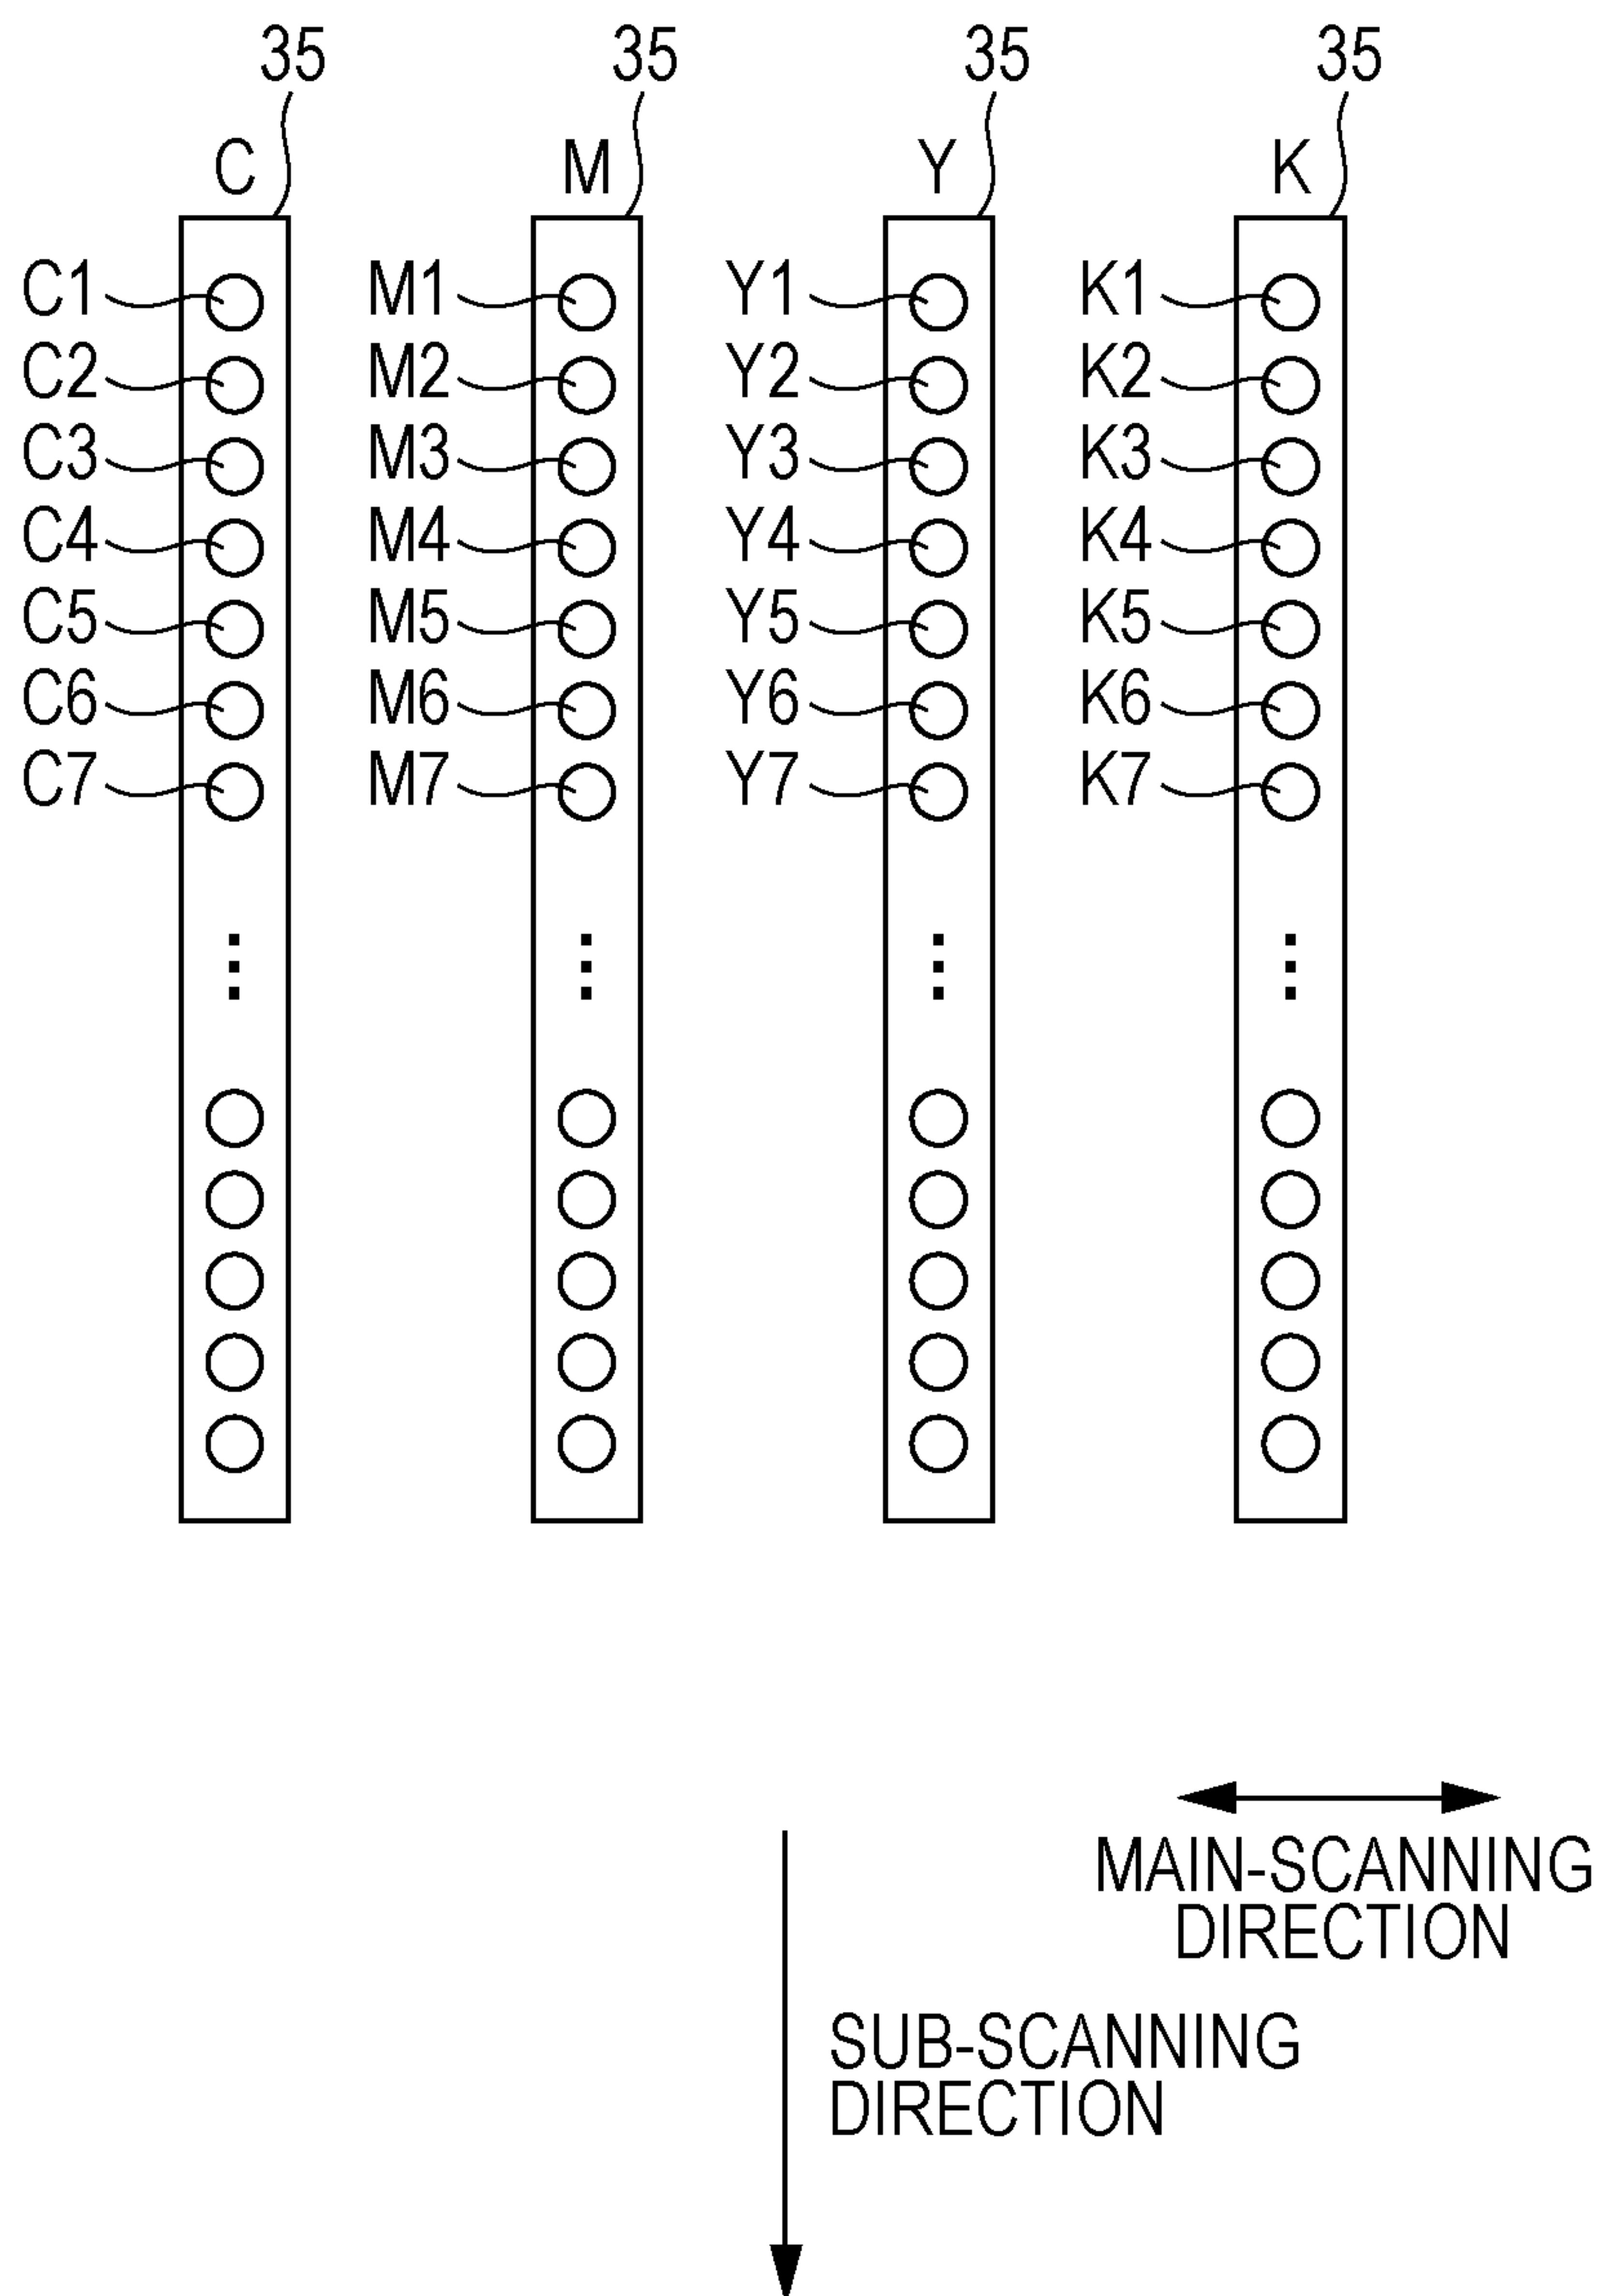 35 35 35 35
C M Y K
C1 M1 Y1 K1
C2 M2 Y2 K2
C3 M3 Y3 K3
C4 M4 Y4 K4
C5 M5 Y5 K5
C6 M6 Y6 K6
C7 M7 Y7 K7
MAIN-SCANNING
DIRECTION
SUB-SCANNING
DIRECTION